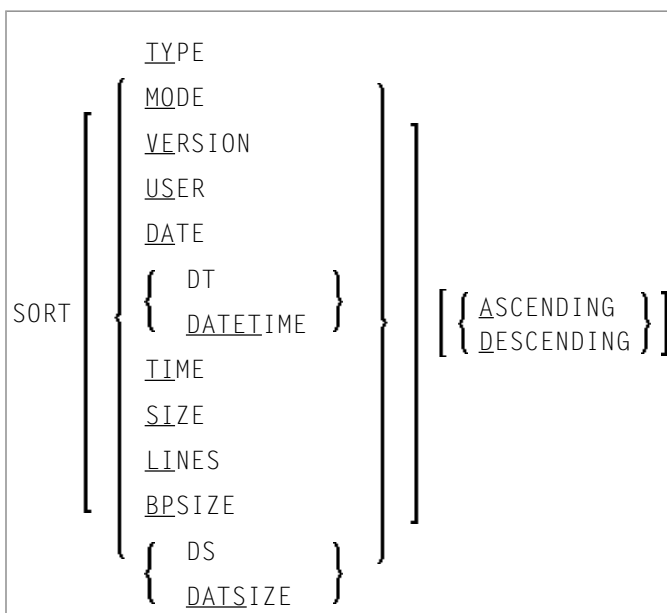 TYPE
MODE
VERSION
USER
DATE
DT
DATETIME
SORT
ASCENDING
DESCENDING
TIME
SIZE
LINES
BPSIZE
DS
DATSIZE